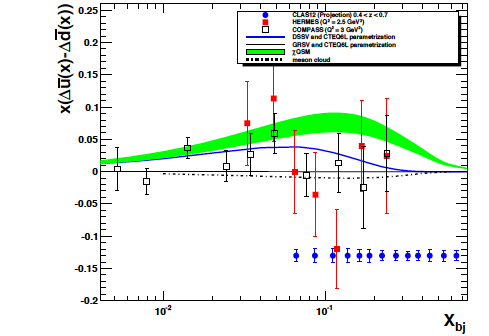 x(Δu̅(x)-Δd̅(x))
0.25
0.2
0.15
0.1
0.05
0
-0.05
-0.1
-0.15
-0.2
CLAS12 (Projection) 0.4 < z < 0.7
HERMES (Q² = 2.5 GeV²)
COMPASS (Q² = 3 GeV²)
DSSV and CTEQ6L parametrization
GRSV and CTEQ6L parametrization
χQSM
meson cloud
10⁻²
10⁻¹
X_bj